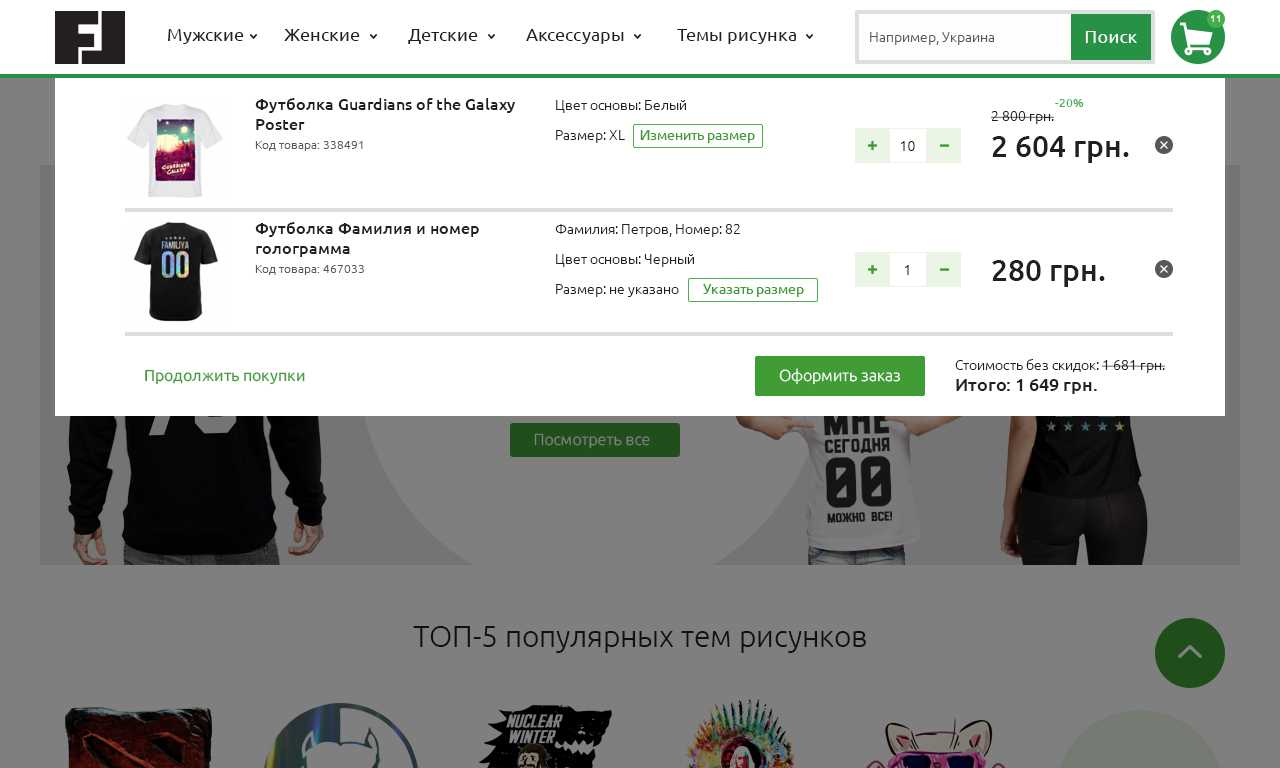 Мужские
Женские
Детские
Аксессуары
Темы рисунка
Например, Украина
Поиск
11
Футболка Guardians of the Galaxy
Poster
Код товара: 338491
Цвет основы: Белый
Размер: XL
Изменить размер
+ 10 −
-20%
2 800 грн.
2 604 грн.
GUARDIANS
GALAXY
Футболка Фамилия и номер
голограмма
Код товара: 467033
Фамилия: Петров, Номер: 82
Цвет основы: Черный
Размер: не указано
Указать размер
+ 1 −
280 грн.
FAMILIYA
00
Продолжить покупки
Оформить заказ
Стоимость без скидок: 1 681 грн.
Итого: 1 649 грн.
Посмотреть все
МНЕ
СЕГОДНЯ
00
МОЖНО ВСЕ!
ТОП-5 популярных тем рисунков
NUCLEAR
WINTER